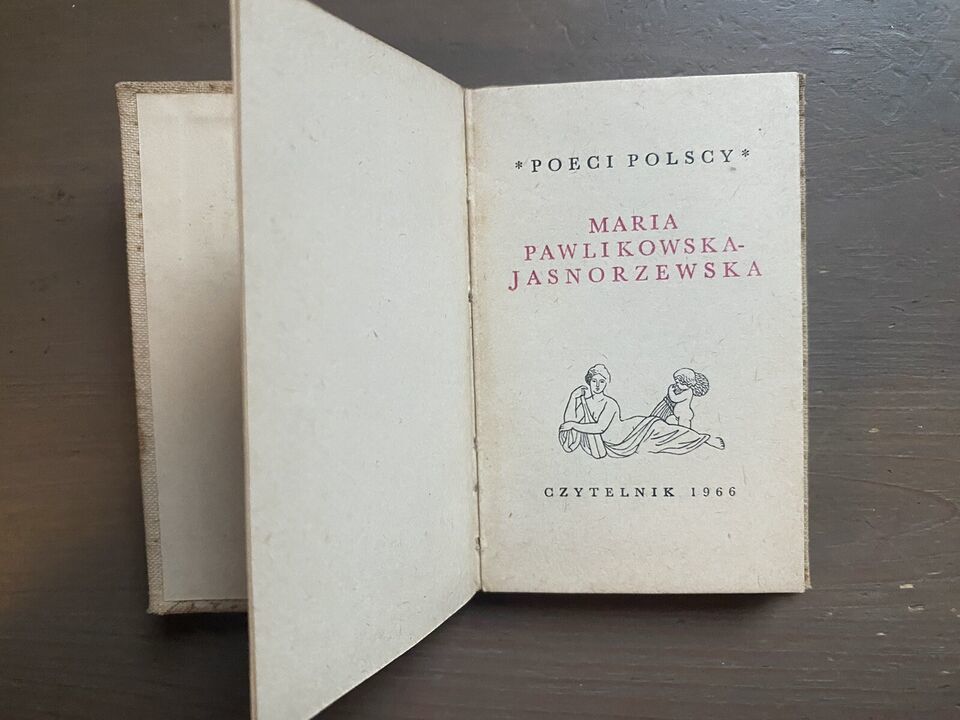 * POECI POLSCY *
MARIA
PAWLIKOWSKA-
JASNORZEWSKA
CZYTELNIK 1966